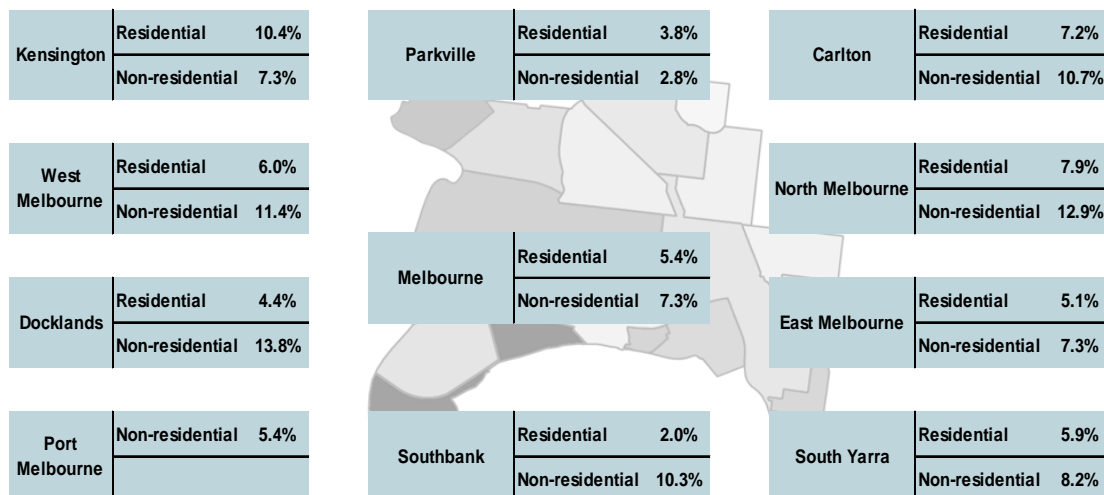 Kensington
Residential 10.4%
Non-residential 7.3%
Parkville
Residential 3.8%
Non-residential 2.8%
Carlton
Residential 7.2%
Non-residential 10.7%
West
Melbourne
Residential 6.0%
Non-residential 11.4%
North Melbourne
Residential 7.9%
Non-residential 12.9%
Melbourne
Residential 5.4%
Non-residential 7.3%
Docklands
Residential 4.4%
Non-residential 13.8%
East Melbourne
Residential 5.1%
Non-residential 7.3%
Port
Melbourne
Non-residential 5.4%
Southbank
Residential 2.0%
Non-residential 10.3%
South Yarra
Residential 5.9%
Non-residential 8.2%